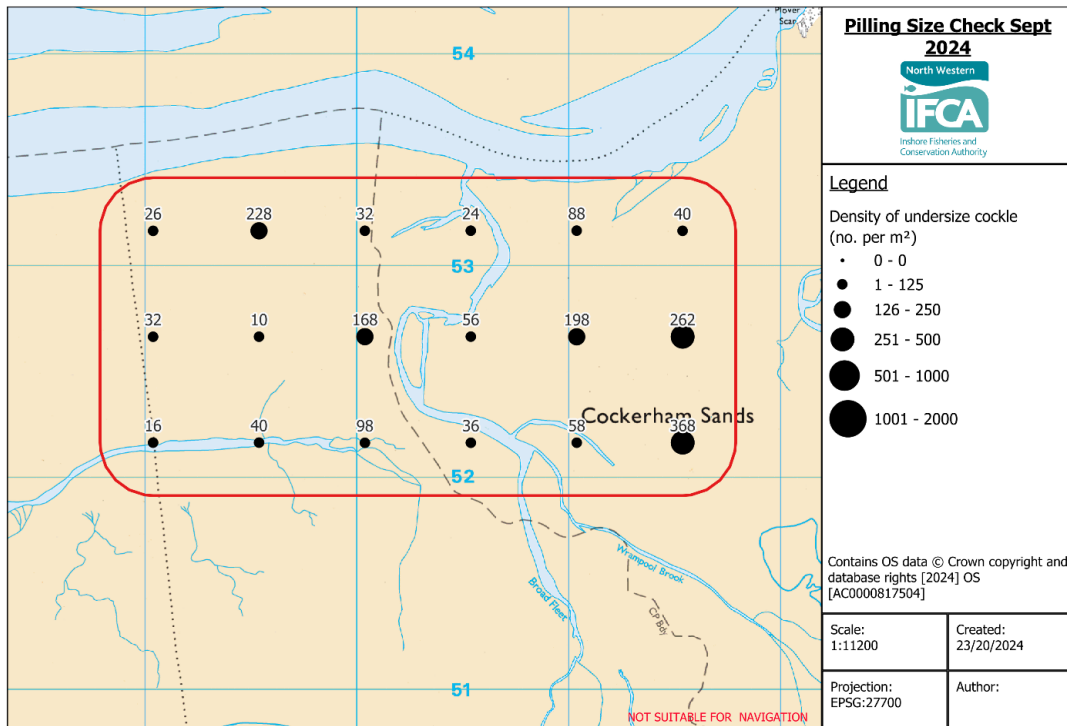 Plover
Scar
54
26 228 32 24 88 40
53
32 10 168 56 198 262
Cockerham Sands
16 40 98 36 58 368
52
Wrampool Brook
Broad Fleet
CP Bdy
51
NOT SUITABLE FOR NAVIGATION
Pilling Size Check Sept
2024
North Western
IFCA
Inshore Fisheries and
Conservation Authority
Legend
Density of undersize cockle
(no. per m²)
0 - 0
1 - 125
126 - 250
251 - 500
501 - 1000
1001 - 2000
Contains OS data © Crown copyright and
database rights [2024] OS
[AC0000817504]
Scale:
1:11200
Created:
23/20/2024
Projection:
EPSG:27700
Author: